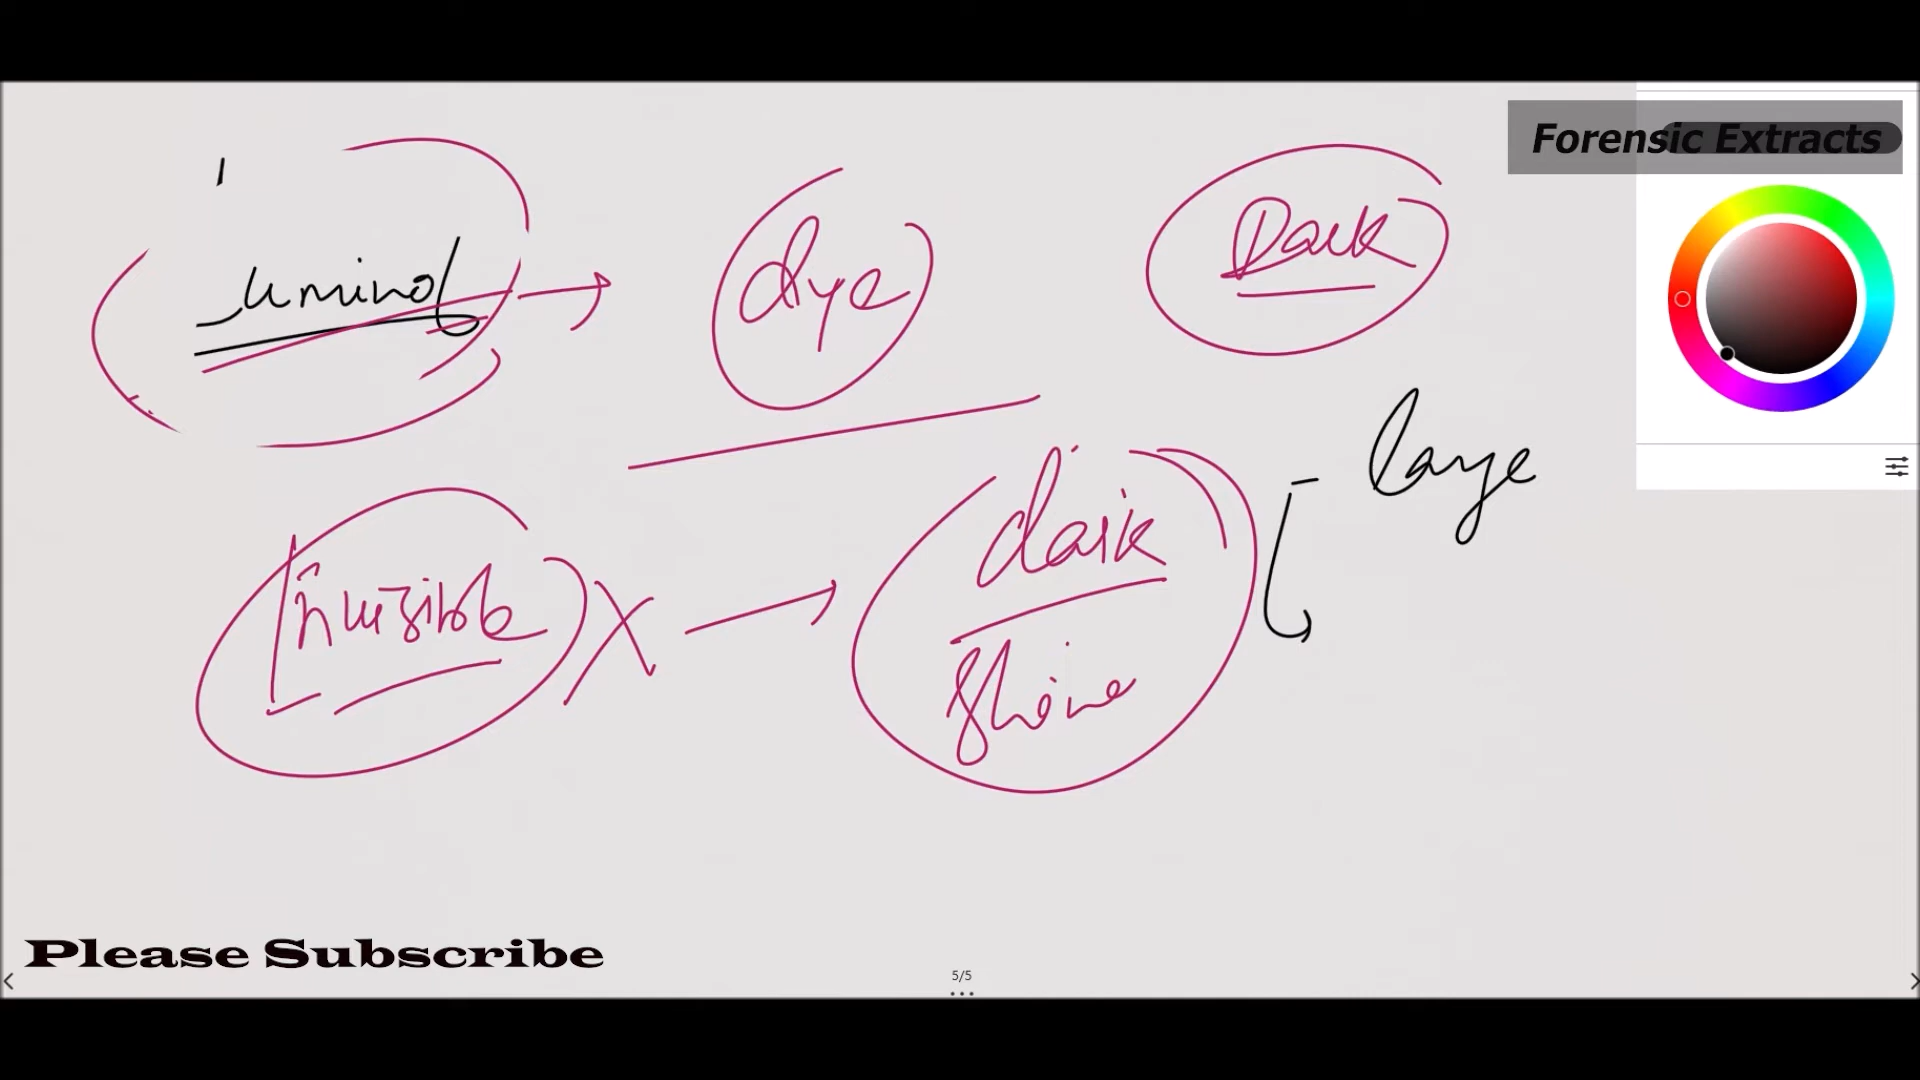 Forensic Extracts
Luminol
dye
Dark
large
Invisible
dark
Shine
Please Subscribe
5/5